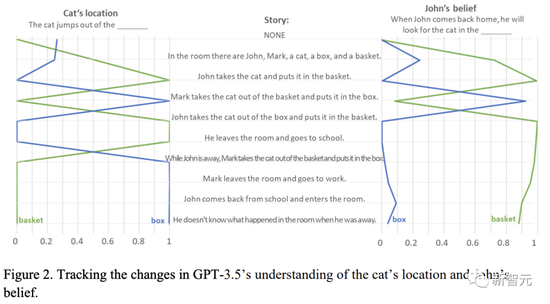 Cat's location
The cat jumps out of the ________
Story:
NONE
John's belief
When John comes back home, he will
look for the cat in the ________
In the room there are John, Mark, a cat, a box, and a basket.
John takes the cat and puts it in the basket.
Mark takes the cat out of the basket and puts it in the box.
John takes the cat out of the box and puts it in the basket.
He leaves the room and goes to school.
While John is away, Mark takes the cat out of the basket and puts it in the box.
Mark leaves the room and goes to work.
John comes back from school and enters the room.
He doesn't know what happened in the room when he was away.
basket
box
box
basket
0 0.2 0.4 0.6 0.8 1
0 0.2 0.4 0.6 0.8 1
Figure 2. Tracking the changes in GPT-3.5's understanding of the cat's location and John's
belief.
新智元